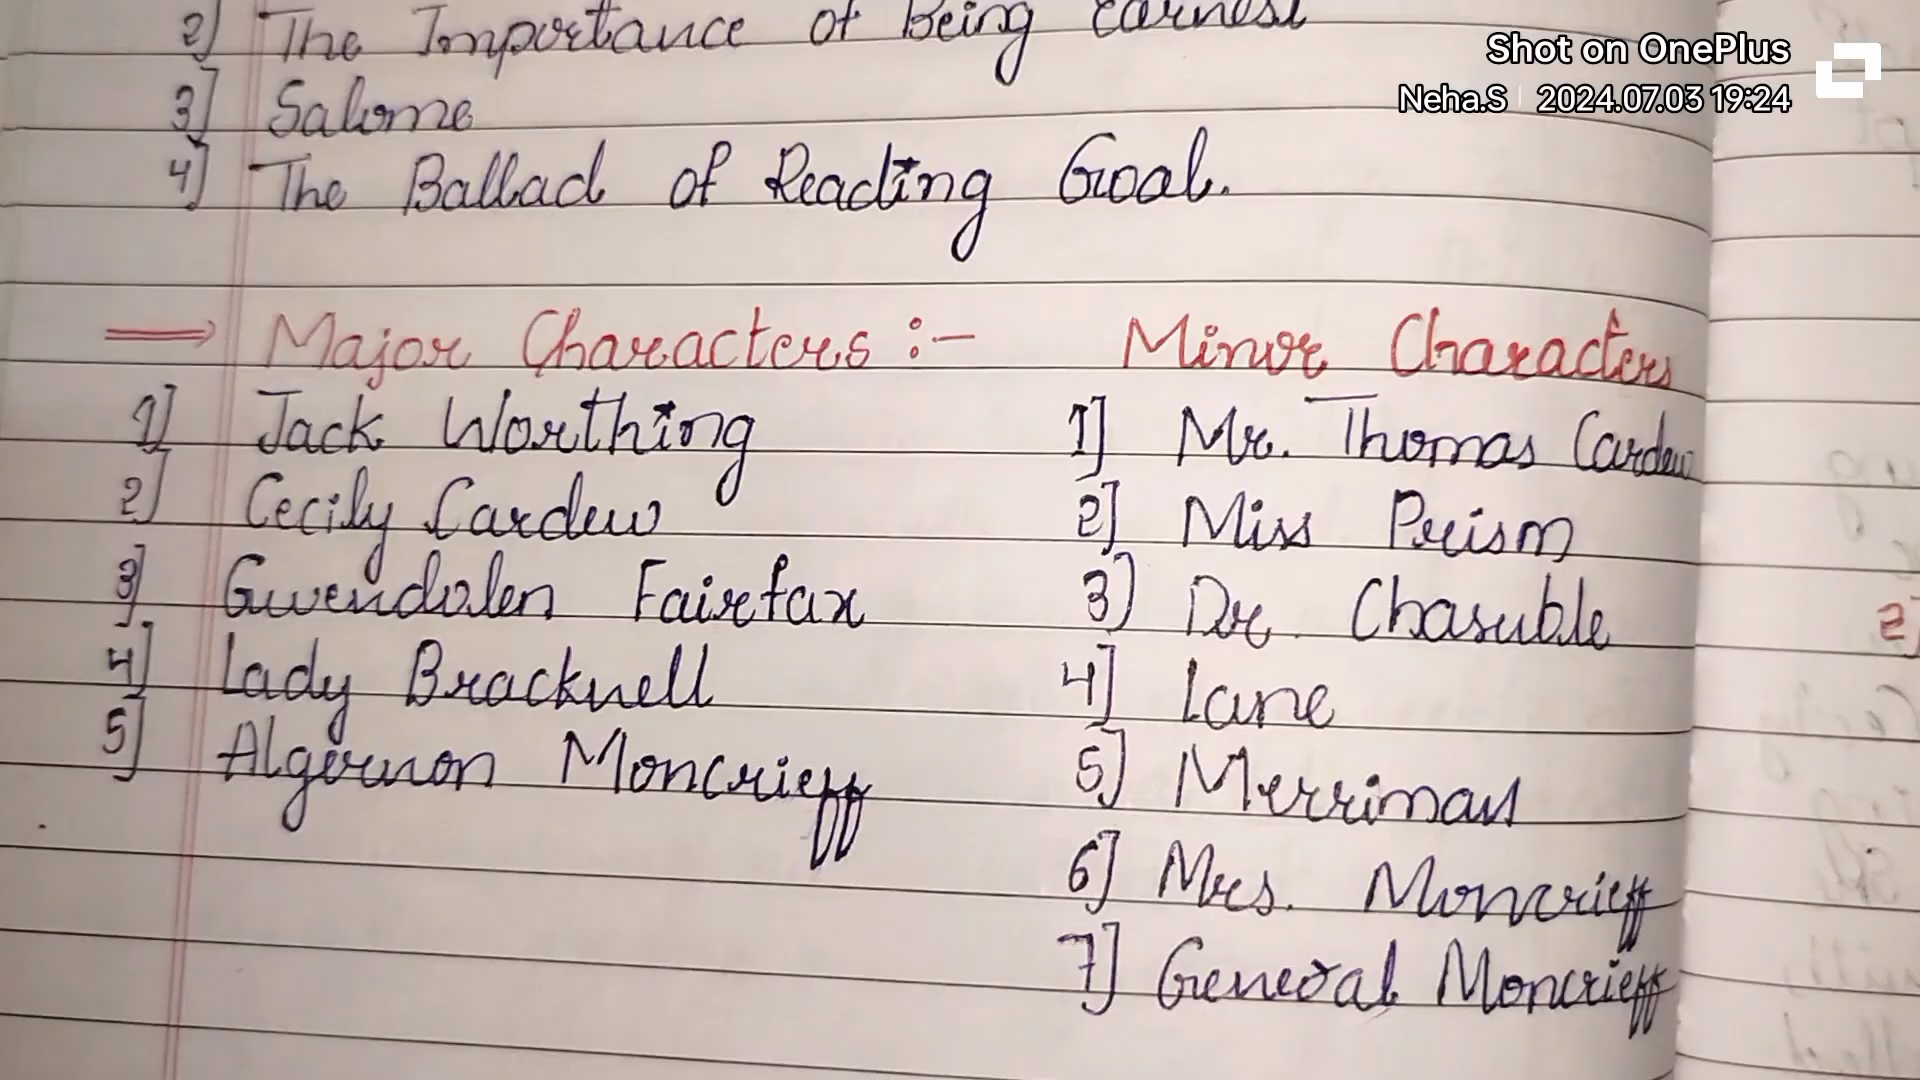 2) The Importance of Being Earnest
Shot on OnePlus
Neha.S | 2024.07.03 19:24
3] Salome
4] The Ballad of Reading Goal.
⟹ Major Characters :-
1] Jack Worthing
2] Cecily Cardew
3] Gwendolen Fairefax
4] Lady Bracknell
5] Algernon Moncrieff
Minor Characters
1] Mr. Thomas Cardew
2] Miss Prism
3) Dr. Chasuble
4] Lane
5] Merriman
6] Mrs. Moncrieff
7] General Moncrieff
2]